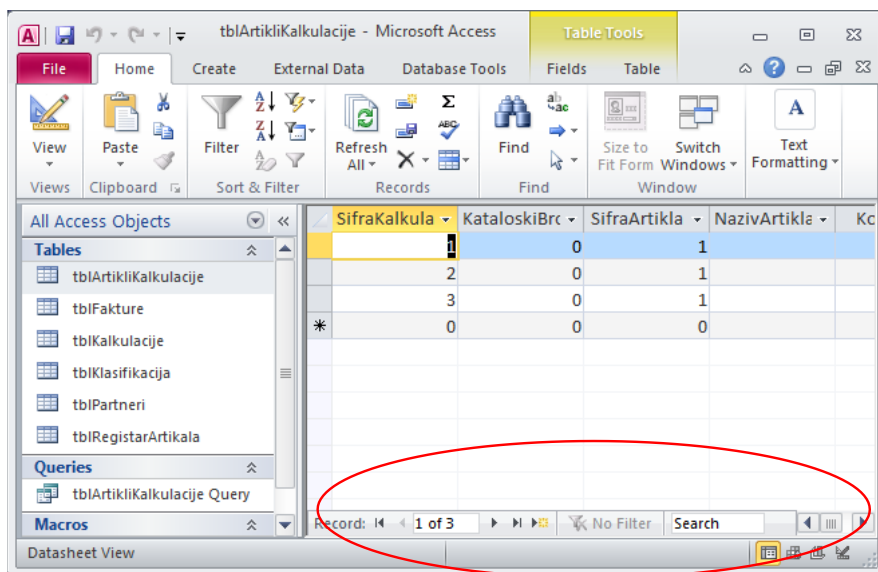 tblArtikliKalkulacije - Microsoft Access
Table Tools
File Home Create External Data Database Tools Fields Table
View Paste Filter Refresh All Find Size to Fit Form Switch Windows Text Formatting
Views Clipboard Sort & Filter Records Find Window
All Access Objects
Tables
tblArtikliKalkulacije
tblFakture
tblKalkulacije
tblKlasifikacija
tblPartneri
tblRegistarArtikala
Queries
tblArtikliKalkulacije Query
Macros
SifraKalkula KataloskiBrc SifraArtikla NazivArtikla Kc
1 0 1
2 0 1
3 0 1
0 0 0
Record: 1 of 3 No Filter Search
Datasheet View